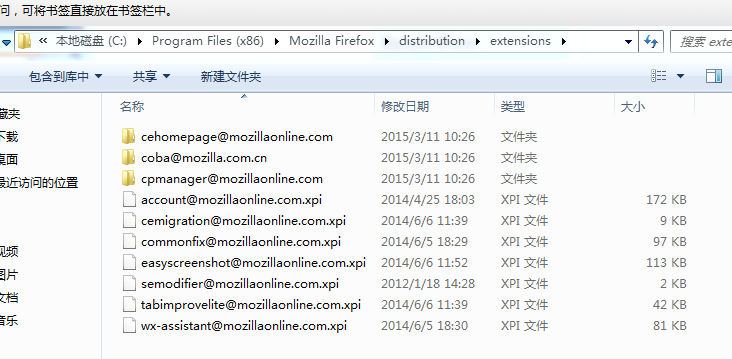 问，可将书签直接放在书签栏中。
本地磁盘 (C:) Program Files (x86) Mozilla Firefox distribution extensions 搜索 exte
包含到库中 共享 新建文件夹
名称 修改日期 类型 大小
藏夹
下载 cehomepage@mozillaonline.com 2015/3/11 10:26 文件夹
桌面 coba@mozilla.com.cn 2015/3/11 10:26 文件夹
最近访问的位置 cpmanager@mozillaonline.com 2015/3/11 10:26 文件夹
account@mozillaonline.com.xpi 2014/4/25 18:03 XPI 文件 172 KB
cemigration@mozillaonline.com.xpi 2014/6/6 11:39 XPI 文件 9 KB
视频 commonfix@mozillaonline.com.xpi 2014/6/5 18:29 XPI 文件 97 KB
图片 easyscreenshot@mozillaonline.com.xpi 2014/6/6 11:52 XPI 文件 113 KB
文档 semodifier@mozillaonline.com.xpi 2012/1/18 14:28 XPI 文件 2 KB
tabimprovelite@mozillaonline.com.xpi 2014/6/6 11:39 XPI 文件 42 KB
音乐 wx-assistant@mozillaonline.com.xpi 2014/6/5 18:30 XPI 文件 81 KB